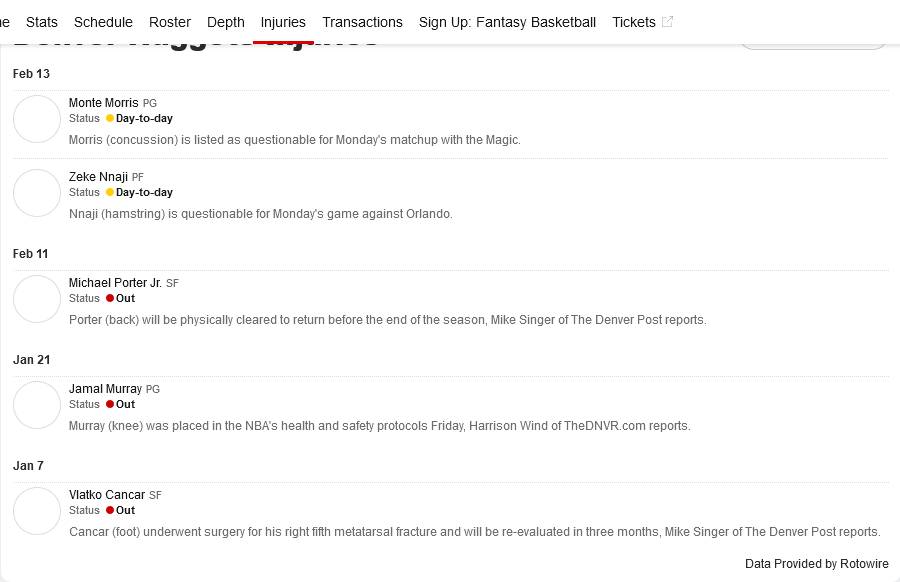 Stats Schedule Roster Depth Injuries Transactions Sign Up: Fantasy Basketball Tickets
Denver Nuggets Injuries
Feb 13
Monte Morris PG
Status Day-to-day
Morris (concussion) is listed as questionable for Monday's matchup with the Magic.
Zeke Nnaji PF
Status Day-to-day
Nnaji (hamstring) is questionable for Monday's game against Orlando.
Feb 11
Michael Porter Jr. SF
Status Out
Porter (back) will be physically cleared to return before the end of the season, Mike Singer of The Denver Post reports.
Jan 21
Jamal Murray PG
Status Out
Murray (knee) was placed in the NBA's health and safety protocols Friday, Harrison Wind of TheDNVR.com reports.
Jan 7
Vlatko Cancar SF
Status Out
Cancar (foot) underwent surgery for his right fifth metatarsal fracture and will be re-evaluated in three months, Mike Singer of The Denver Post reports.
Data Provided by Rotowire